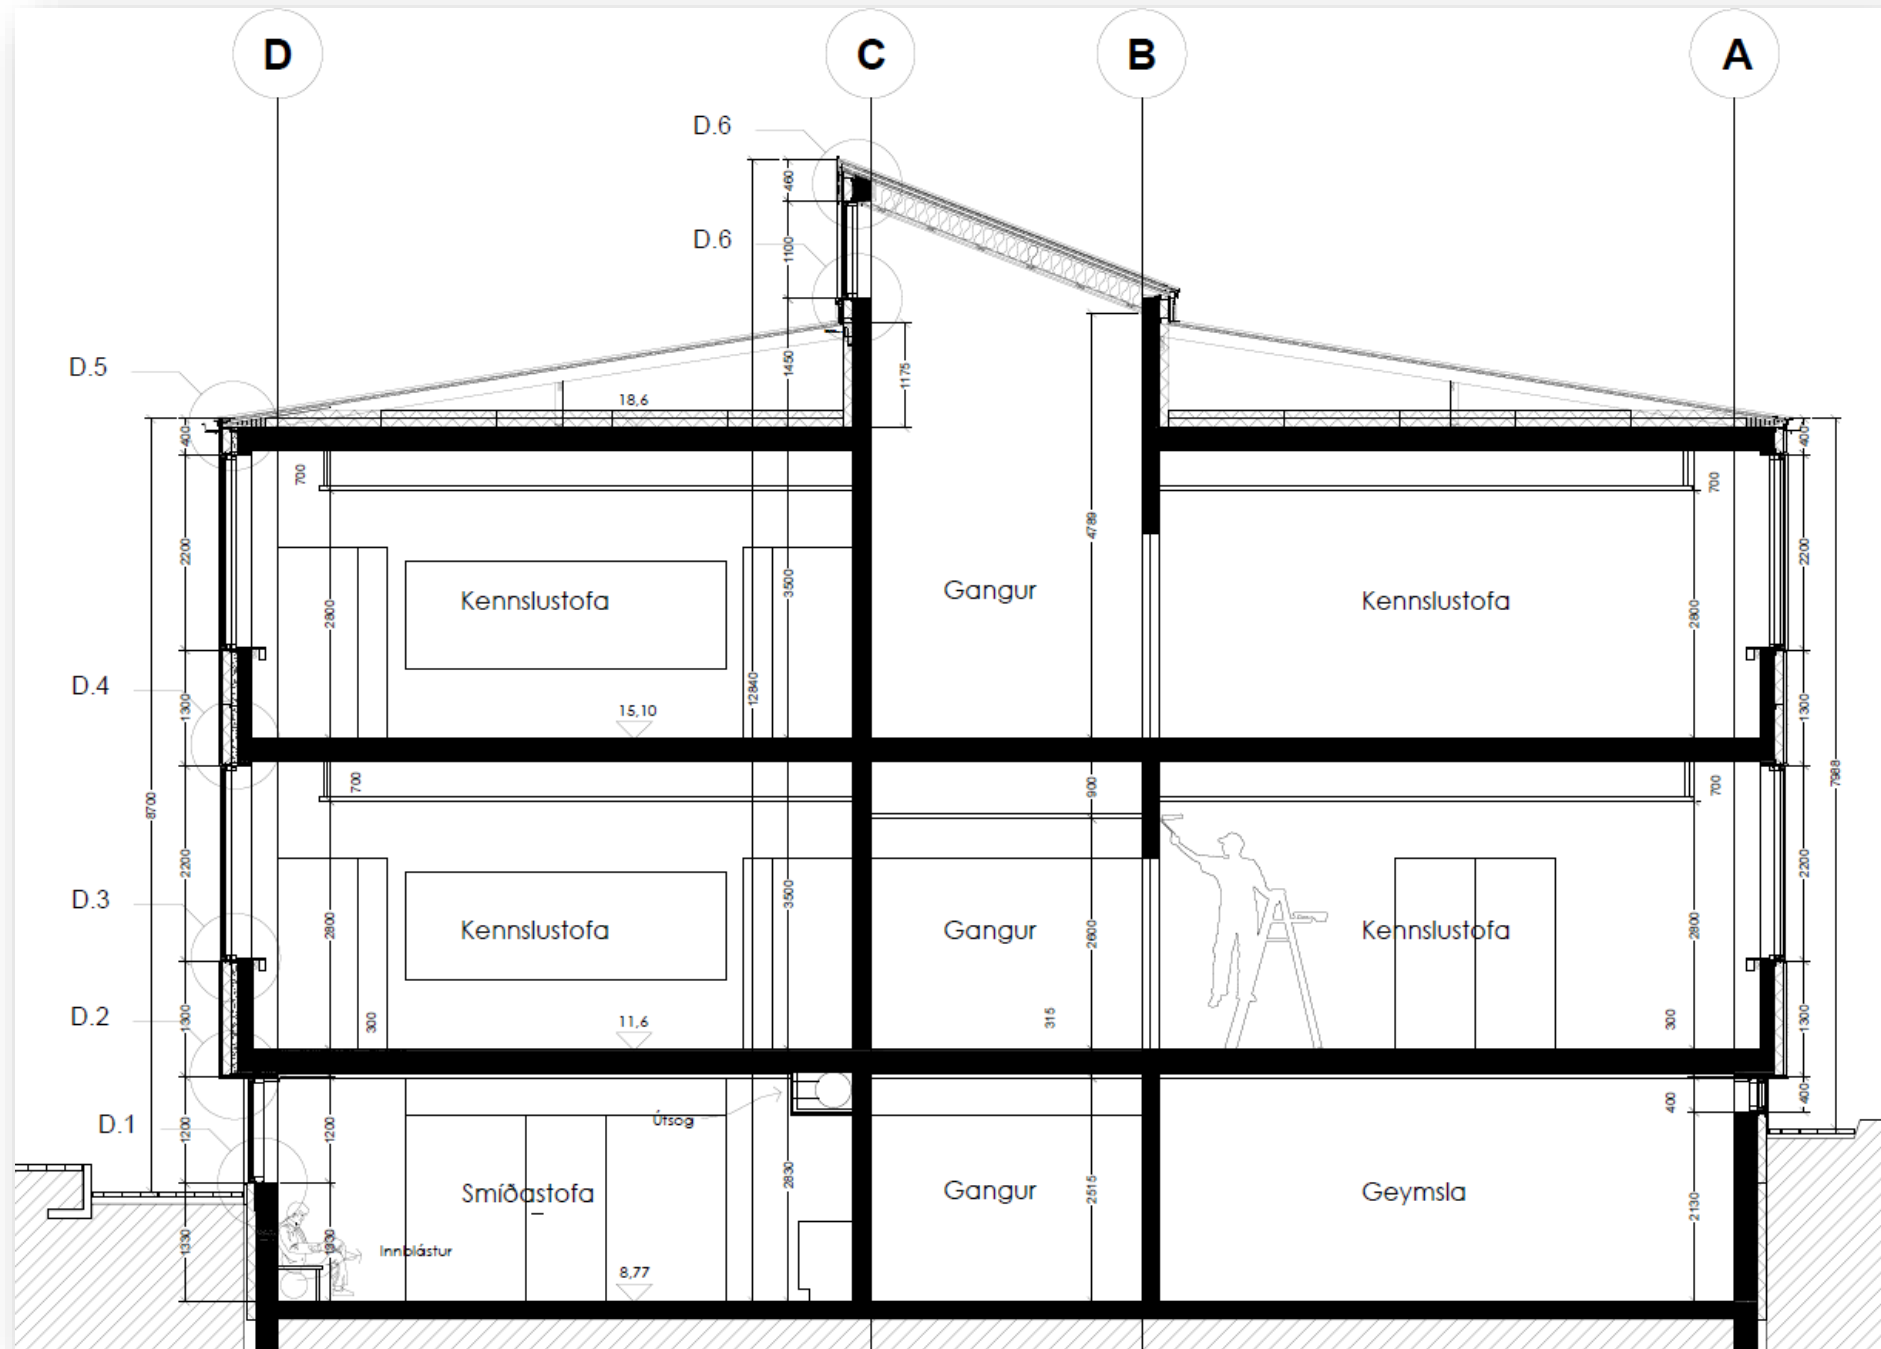 D
C
B
A
D.6
460
D.6
1100
D.5
1450
1175
18,6
400
400
700
700
4789
2200
3500
2200
Kennslustofa
Gangur
Kennslustofa
2800
2800
D.4
12840
1300
15,10
1300
700
900
700
8700
7988
2200
3500
2200
D.3
Kennslustofa
Gangur
Kennslustofa
2800
2600
2800
D.2
1300
300
11,6
315
300
1300
400
400
D.1
1200
1200
Útsog
2830
Smíðastofa
Gangur
Geymsla
2515
2130
1330
1330
Innblástur
8,77